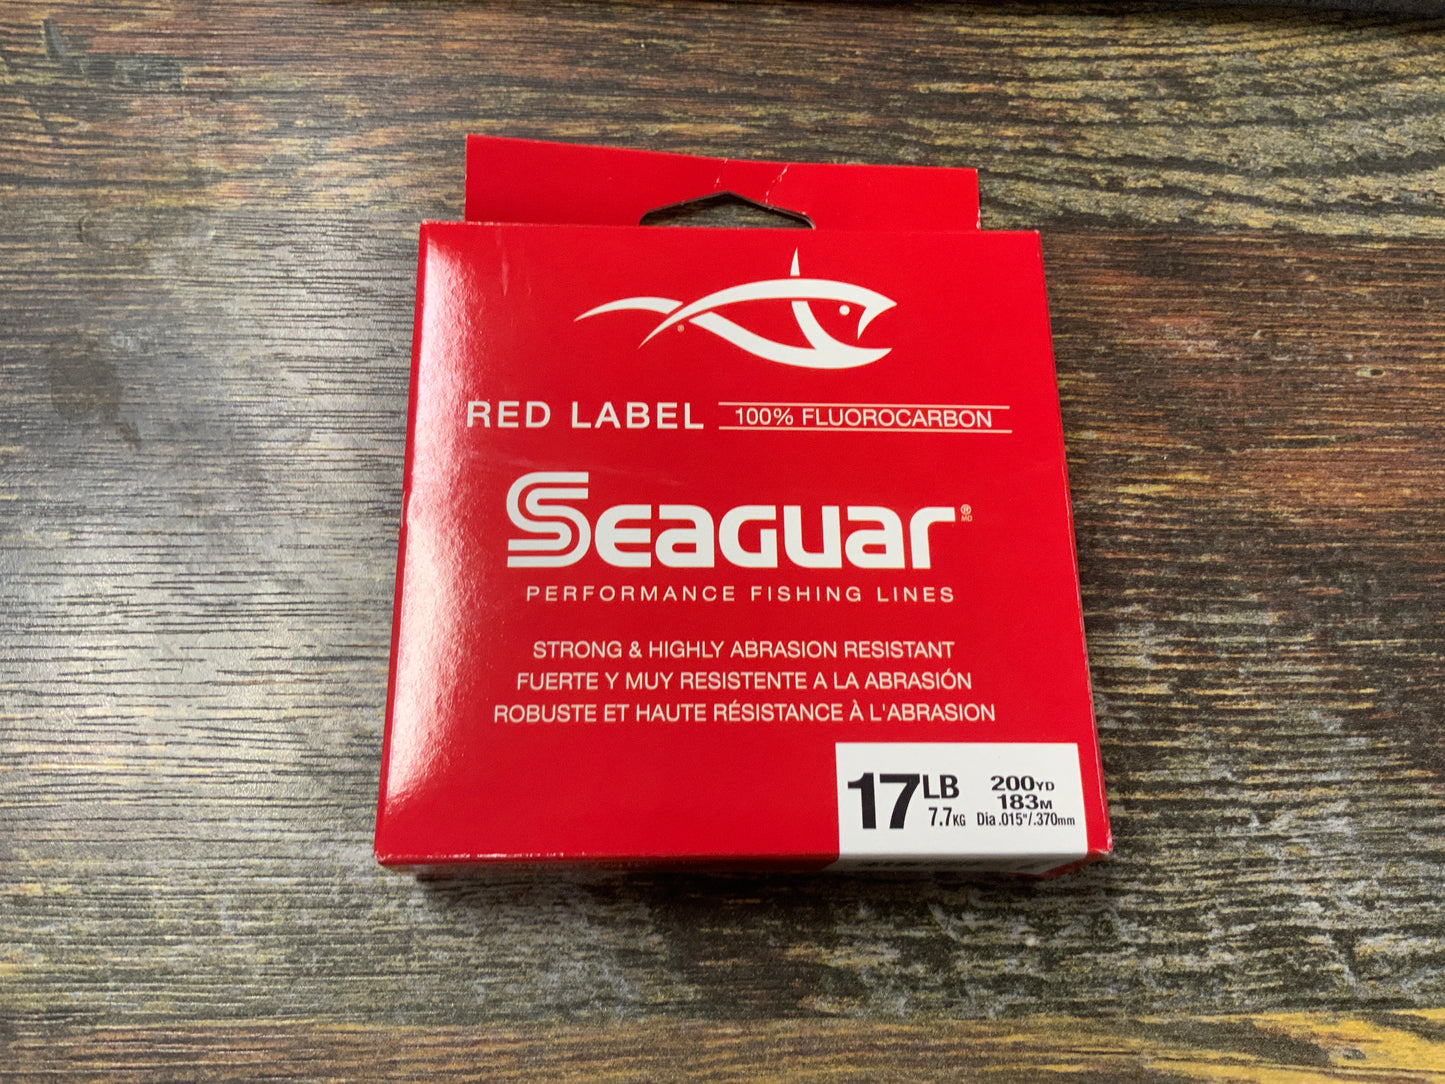 RED LABEL 100% FLUOROCARBON
SEAGUAR®
MD
PERFORMANCE FISHING LINES
STRONG & HIGHLY ABRASION RESISTANT
FUERTE Y MUY RESISTENTE A LA ABRASIÓN
ROBUSTE ET HAUTE RÉSISTANCE À L'ABRASION
17LB 200YD
183M
7.7KG Dia .015"/.370mm